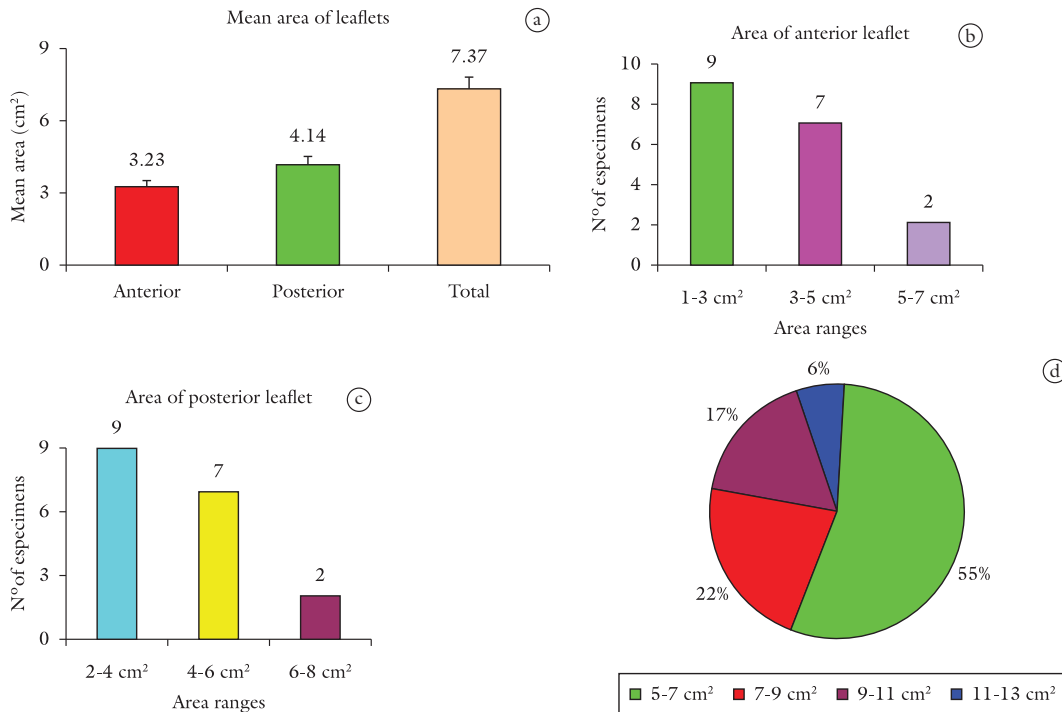 Mean area of leaflets
a
Mean area (cm²)
9
6
3
0
3.23
4.14
7.37
Anterior Posterior Total
Area of anterior leaflet
b
Nº of especimens
10
8
6
4
2
0
9
7
2
1-3 cm² 3-5 cm² 5-7 cm²
Area ranges
Area of posterior leaflet
c
Nº of especimens
9
6
3
0
9
7
2
2-4 cm² 4-6 cm² 6-8 cm²
Area ranges
d
6%
17%
22%
55%
5-7 cm² 7-9 cm² 9-11 cm² 11-13 cm²